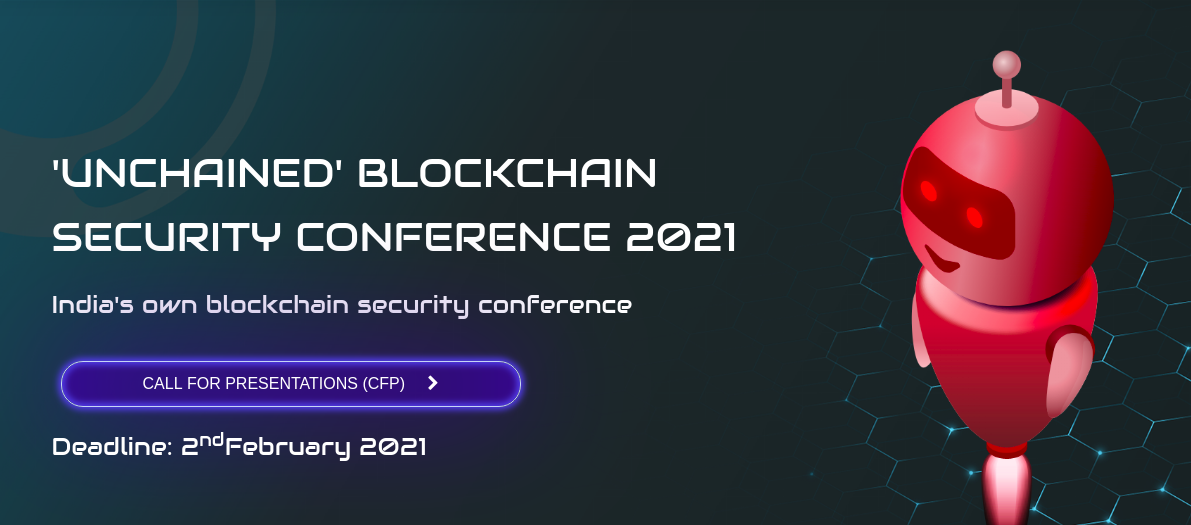 'UNCHAINED' BLOCKCHAIN
SECURITY CONFERENCE 2021
India's own blockchain security conference
CALL FOR PRESENTATIONS (CFP)
Deadline: 2ndFebruary 2021